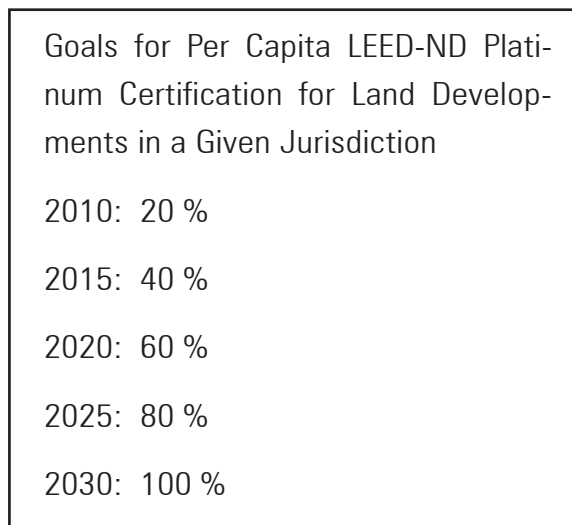 Goals for Per Capita LEED-ND Plati-
num Certification for Land Develop-
ments in a Given Jurisdiction
2010: 20 %
2015: 40 %
2020: 60 %
2025: 80 %
2030: 100 %